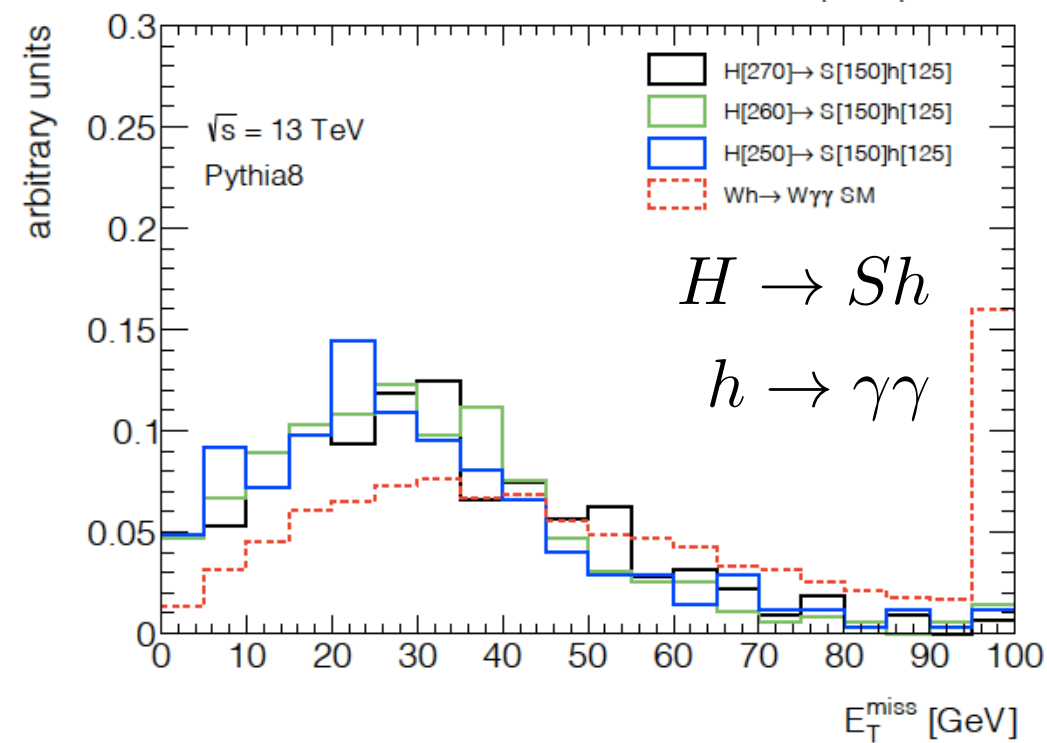 arbitrary units
0.3
0.25
0.2
0.15
0.1
0.05
0
√s = 13 TeV
Pythia8
H[270]→ S[150]h[125]
H[260]→ S[150]h[125]
H[250]→ S[150]h[125]
Wh→ Wγγ SM
H → Sh
h → γγ
0 10 20 30 40 50 60 70 80 90 100
E_T^miss [GeV]